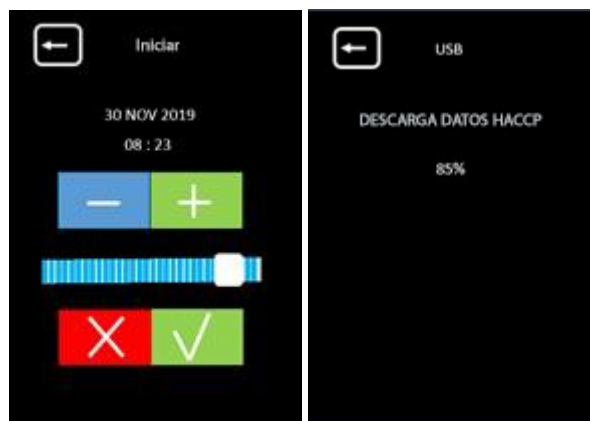 Iniciar
30 NOV 2019
08 : 23
USB
DESCARGA DATOS HACCP
85%